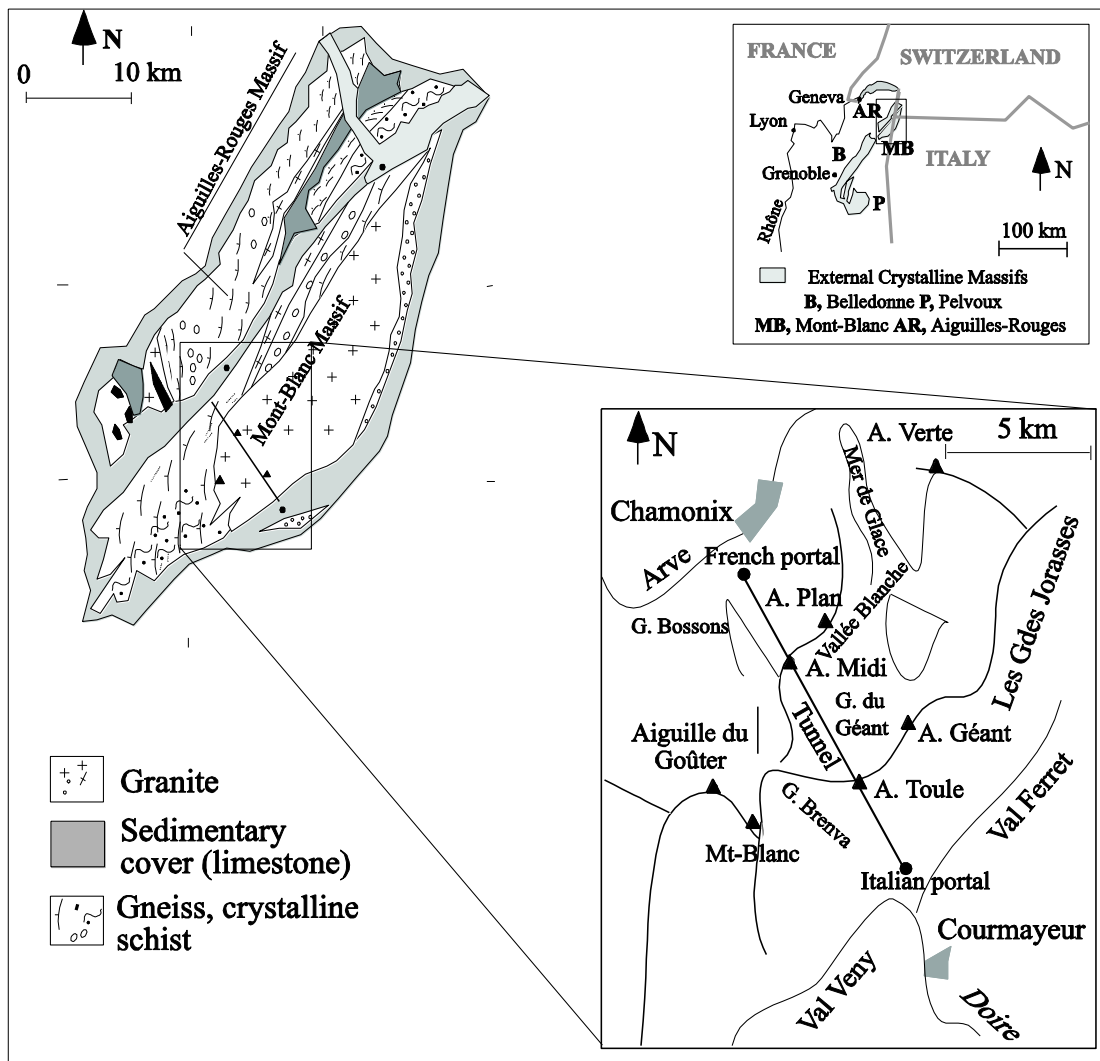 N
0 10 km
Aiguilles-Rouges Massif
Mont-Blanc Massif
Granite
Sedimentary
cover (limestone)
Gneiss, crystalline
schist
FRANCE
SWITZERLAND
Geneva
AR
Lyon
B
MB
ITALY
Grenoble
N
P
Rhône
100 km
External Crystalline Massifs
B, Belledonne P, Pelvoux
MB, Mont-Blanc AR, Aiguilles-Rouges
N
A. Verte
5 km
Mer de Glace
Chamonix
Arve
French portal
A. Plan
Vallée Blanche
Les Gdes Jorasses
G. Bossons
A. Midi
G. du
Géant
Tunnel
A. Géant
Aiguille du
Goûter
A. Toule
G. Brenva
Val Ferret
Mt-Blanc
Italian portal
Courmayeur
Val Veny
Doire